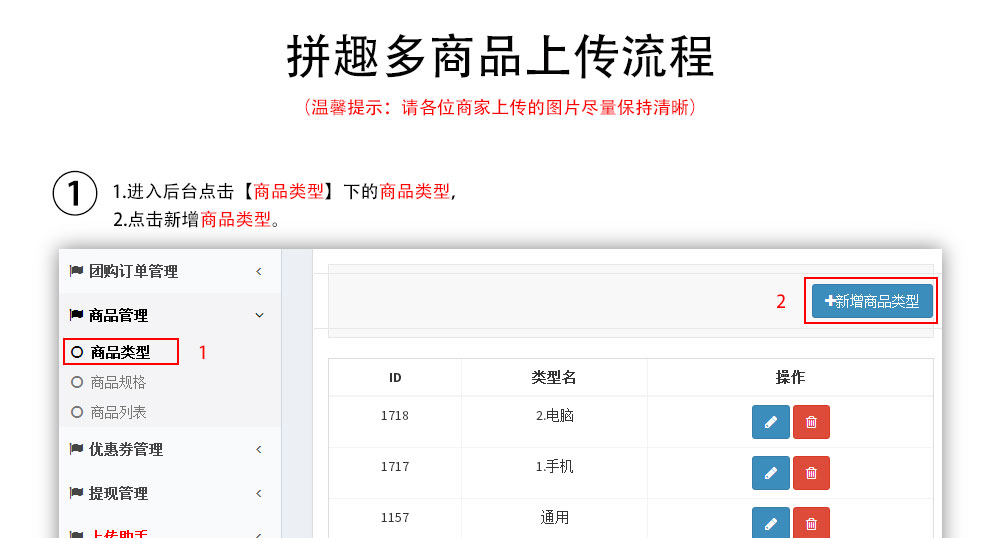 拼趣多商品上传流程
（温馨提示：请各位商家上传的图片尽量保持清晰）
1
1.进入后台点击【商品类型】下的商品类型,
2.点击新增商品类型。
团购订单管理
商品管理
商品类型
1
商品规格
商品列表
优惠券管理
提现管理
上传助手
2
新增商品类型
ID 类型名 操作
1718 2.电脑
1717 1.手机
1157 通用